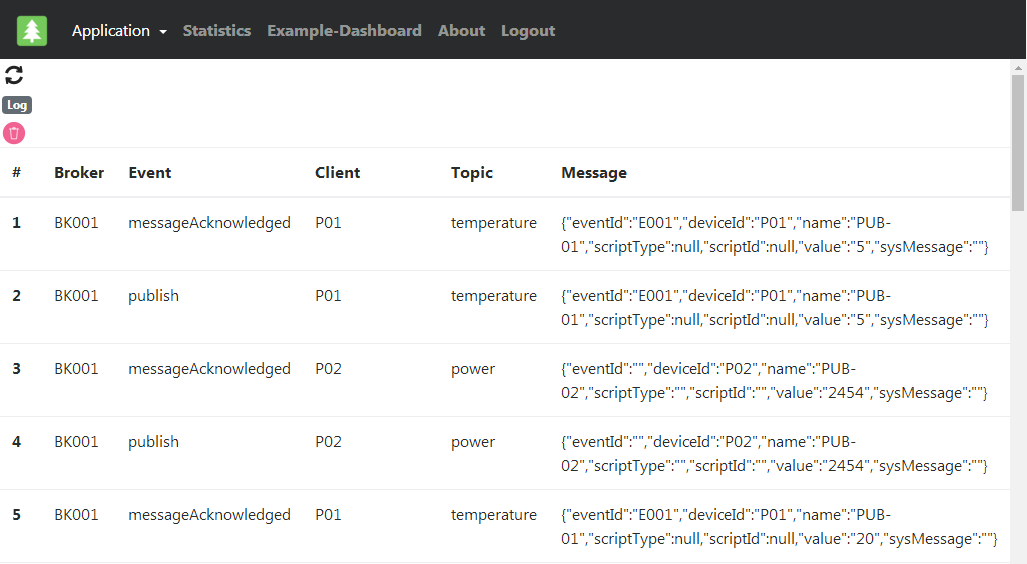 Application Statistics Example-Dashboard About Logout
Log
# Broker Event Client Topic Message
1 BK001 messageAcknowledged P01 temperature {"eventId":"E001","deviceId":"P01","name":"PUB-
01","scriptType":null,"scriptId":null,"value":"5","sysMessage":""}
2 BK001 publish P01 temperature {"eventId":"E001","deviceId":"P01","name":"PUB-
01","scriptType":null,"scriptId":null,"value":"5","sysMessage":""}
3 BK001 messageAcknowledged P02 power {"eventId":"","deviceId":"P02","name":"PUB-
02","scriptType":"","scriptId":"","value":"2454","sysMessage":""}
4 BK001 publish P02 power {"eventId":"","deviceId":"P02","name":"PUB-
02","scriptType":"","scriptId":"","value":"2454","sysMessage":""}
5 BK001 messageAcknowledged P01 temperature {"eventId":"E001","deviceId":"P01","name":"PUB-
01","scriptType":null,"scriptId":null,"value":"20","sysMessage":""}